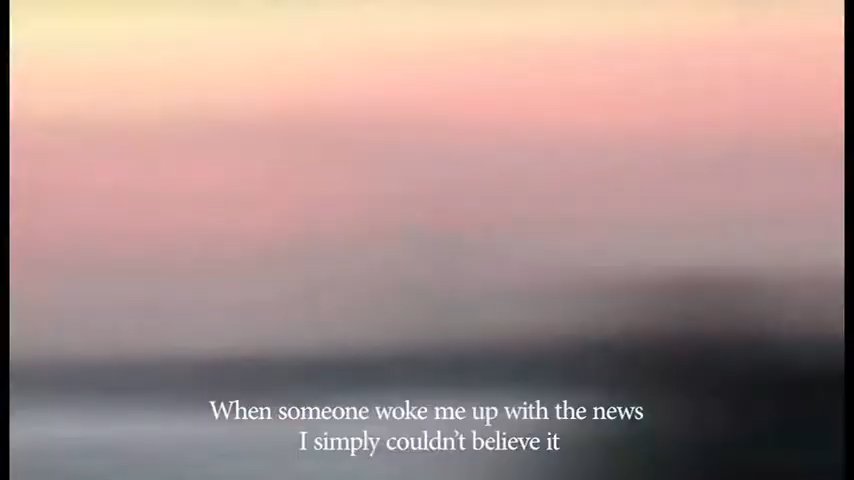 When someone woke me up with the news
I simply couldn't believe it